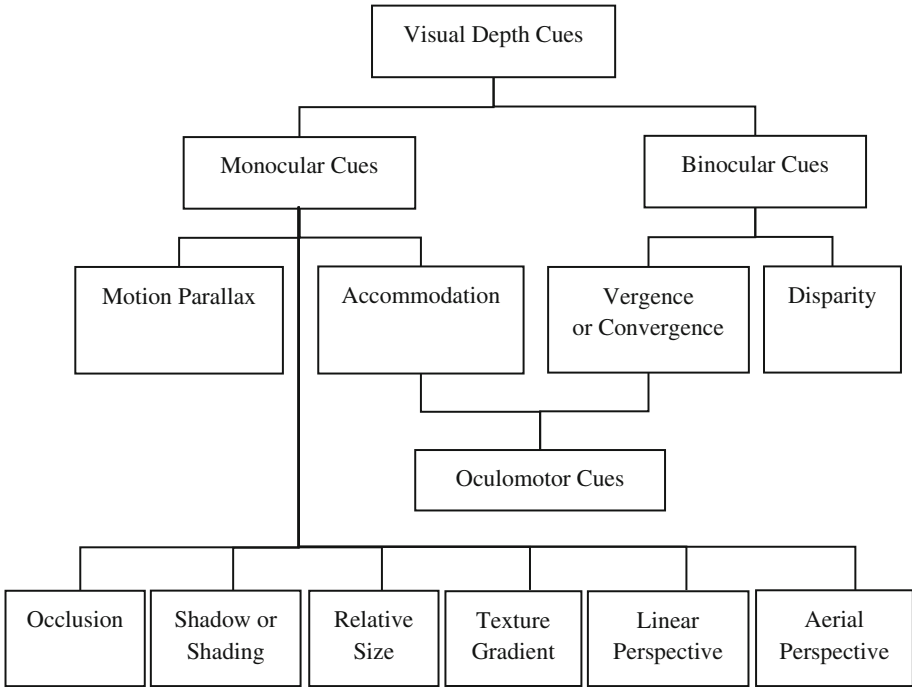 Visual Depth Cues
Monocular Cues
Binocular Cues
Motion Parallax
Accommodation
Vergence
or Convergence
Disparity
Oculomotor Cues
Occlusion
Shadow or
Shading
Relative
Size
Texture
Gradient
Linear
Perspective
Aerial
Perspective